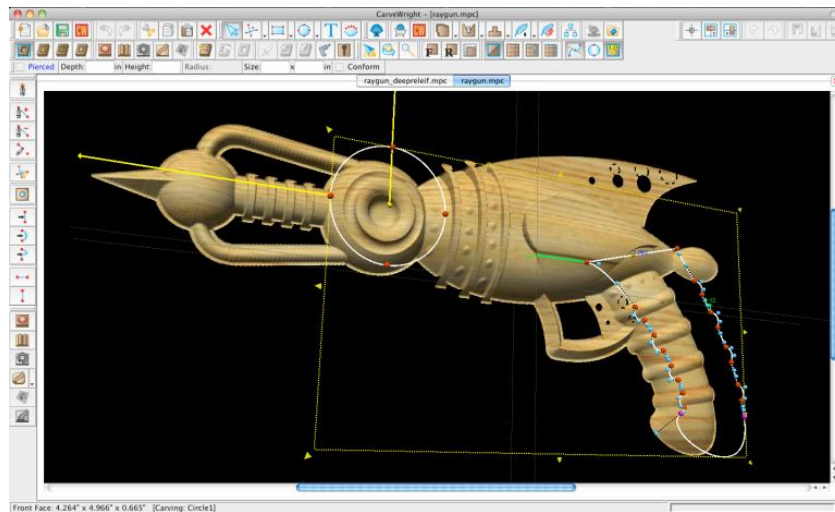 CarveWright – [raygun.mpc]
Pierced Depth: in Height: Radius: Size: x in Conform
raygun_deepreleif.mpc raygun.mpc
Front Face: 4.264" x 4.966" x 0.665" [Carving: Circle1]